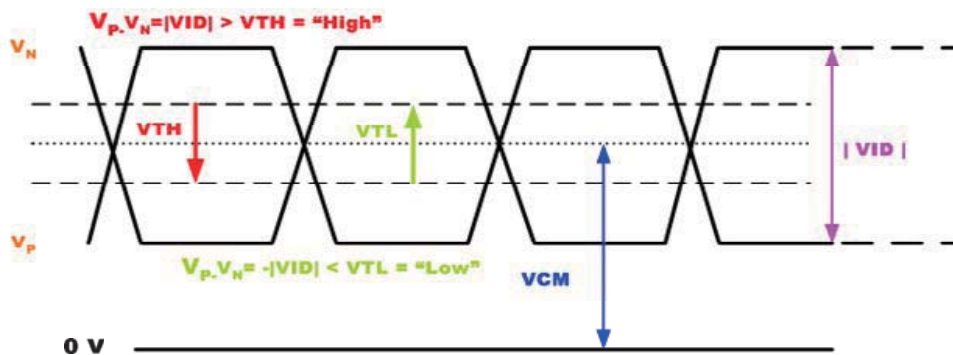 VP-VN=|VID| > VTH = “High”
VN
VTH
VTL
| VID |
VP
VP-VN= -|VID| < VTL = “Low”
VCM
0 V